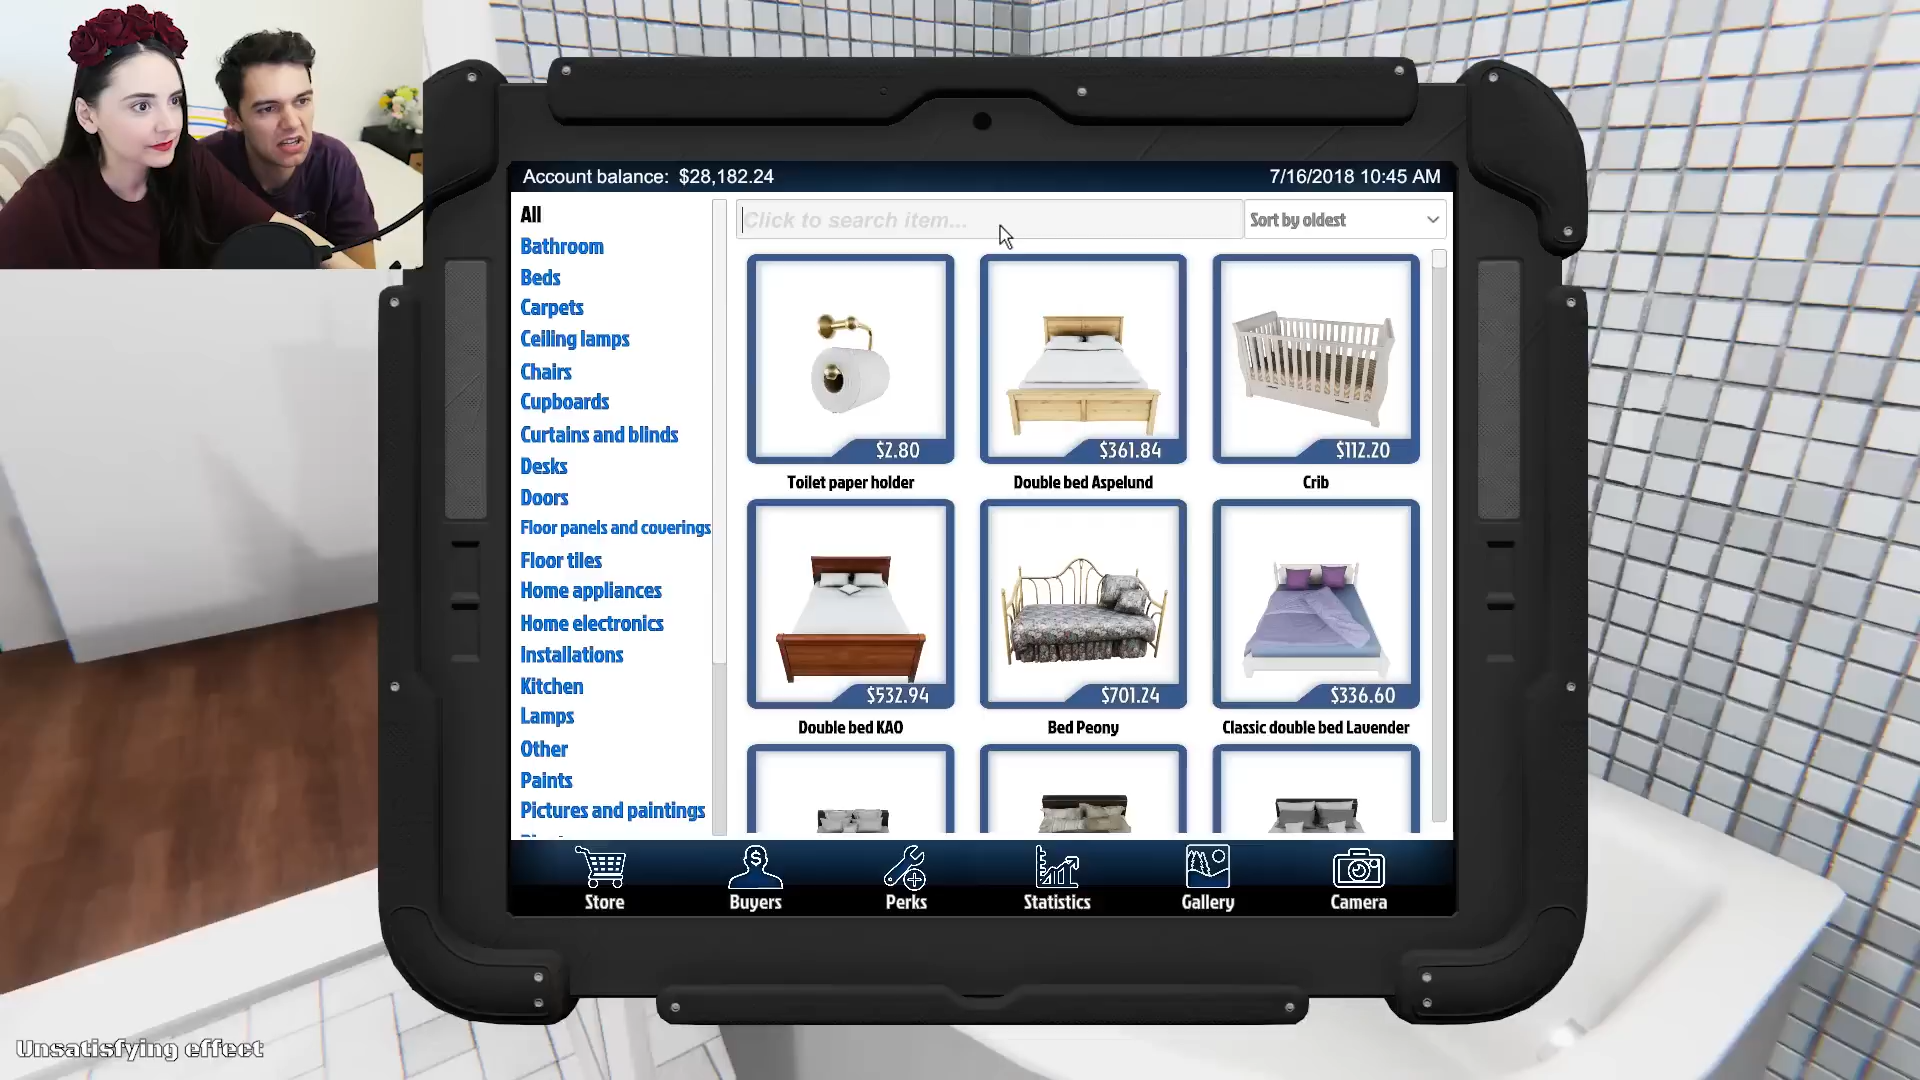 Account balance: $28,182.24
7/16/2018 10:45 AM
All
Bathroom
Beds
Carpets
Ceiling lamps
Chairs
Cupboards
Curtains and blinds
Desks
Doors
Floor panels and coverings
Floor tiles
Home appliances
Home electronics
Installations
Kitchen
Lamps
Other
Paints
Pictures and paintings
Click to search item...
Sort by oldest
$2.80
$361.84
$112.20
Toilet paper holder
Double bed Aspelund
Crib
$532.94
$701.24
$336.60
Double bed KAO
Bed Peony
Classic double bed Lavender
Store
Buyers
Perks
Statistics
Gallery
Camera
Unsatisfying effect